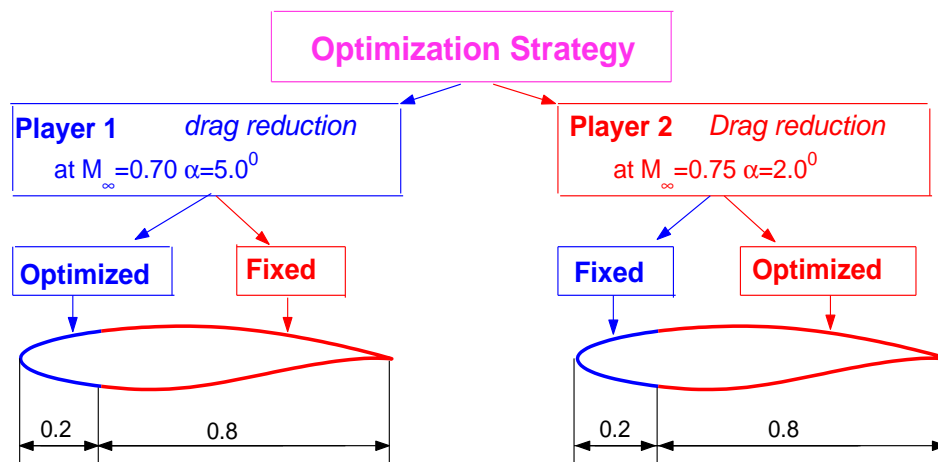 Optimization Strategy
Player 1 drag reduction
at M∞=0.70 α=5.0⁰
Player 2 Drag reduction
at M∞=0.75 α=2.0⁰
Optimized
Fixed
Fixed
Optimized
0.2
0.8
0.2
0.8